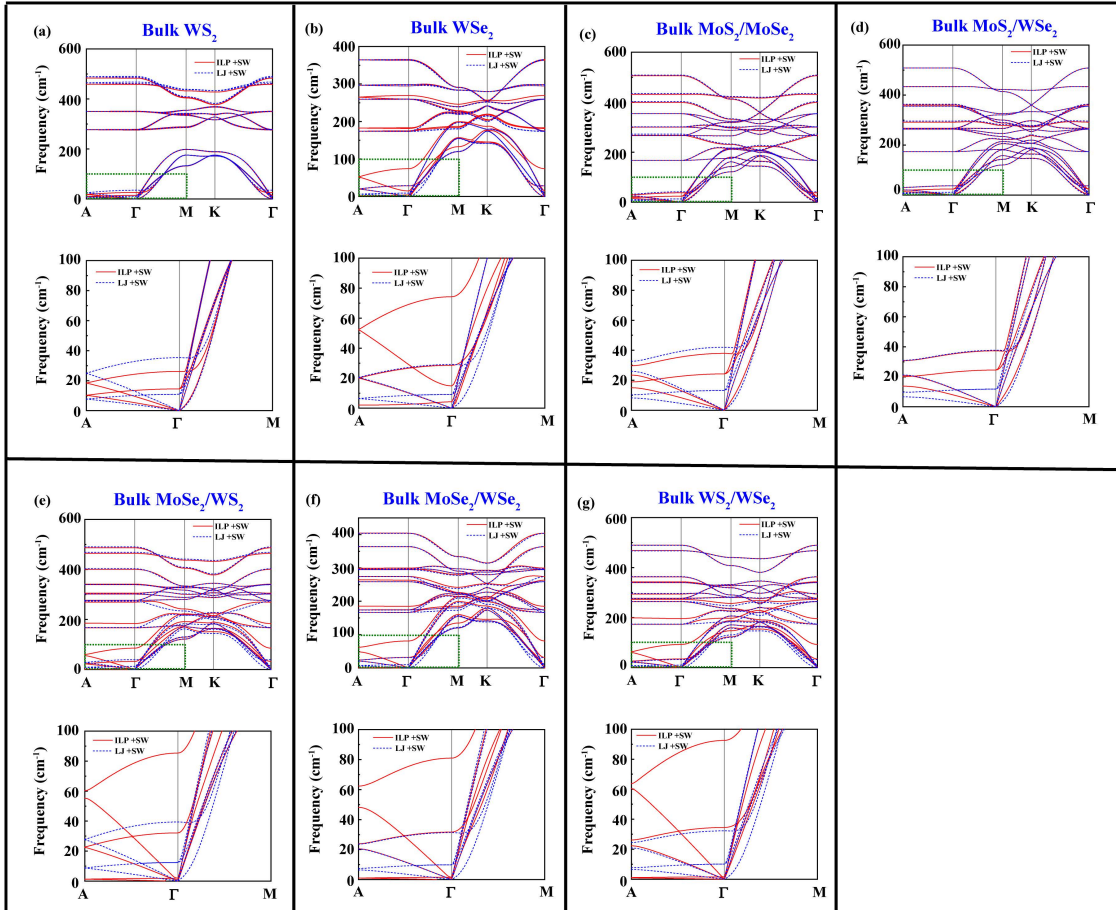 (a) Bulk WS2
600
400
200
0
Frequency (cm-1)
ILP +SW
LJ +SW
A Γ M K Γ
100
80
60
40
20
0
Frequency (cm-1)
ILP +SW
LJ +SW
A Γ M
(b) Bulk WSe2
400
300
200
100
0
Frequency (cm-1)
ILP +SW
LJ +SW
A Γ M K Γ
100
80
60
40
20
0
Frequency (cm-1)
ILP +SW
LJ +SW
A Γ M
(c) Bulk MoS2/MoSe2
600
400
200
0
Frequency (cm-1)
ILP +SW
LJ +SW
A Γ M K Γ
100
80
60
40
20
0
Frequency (cm-1)
ILP +SW
LJ +SW
A Γ M
(d) Bulk MoS2/WSe2
600
400
200
0
Frequency (cm-1)
ILP +SW
LJ +SW
A Γ M K Γ
100
80
60
40
20
0
Frequency (cm-1)
ILP +SW
LJ +SW
A Γ M
(e) Bulk MoSe2/WS2
600
400
200
0
Frequency (cm-1)
ILP +SW
LJ +SW
A Γ M K Γ
100
80
60
40
20
0
Frequency (cm-1)
ILP +SW
LJ +SW
A Γ M
(f) Bulk MoSe2/WSe2
400
300
200
100
0
Frequency (cm-1)
ILP +SW
LJ +SW
A Γ M K Γ
100
80
60
40
20
0
Frequency (cm-1)
ILP +SW
LJ +SW
A Γ M
(g) Bulk WS2/WSe2
600
400
200
0
Frequency (cm-1)
ILP +SW
LJ +SW
A Γ M K Γ
100
80
60
40
20
0
Frequency (cm-1)
ILP +SW
LJ +SW
A Γ M